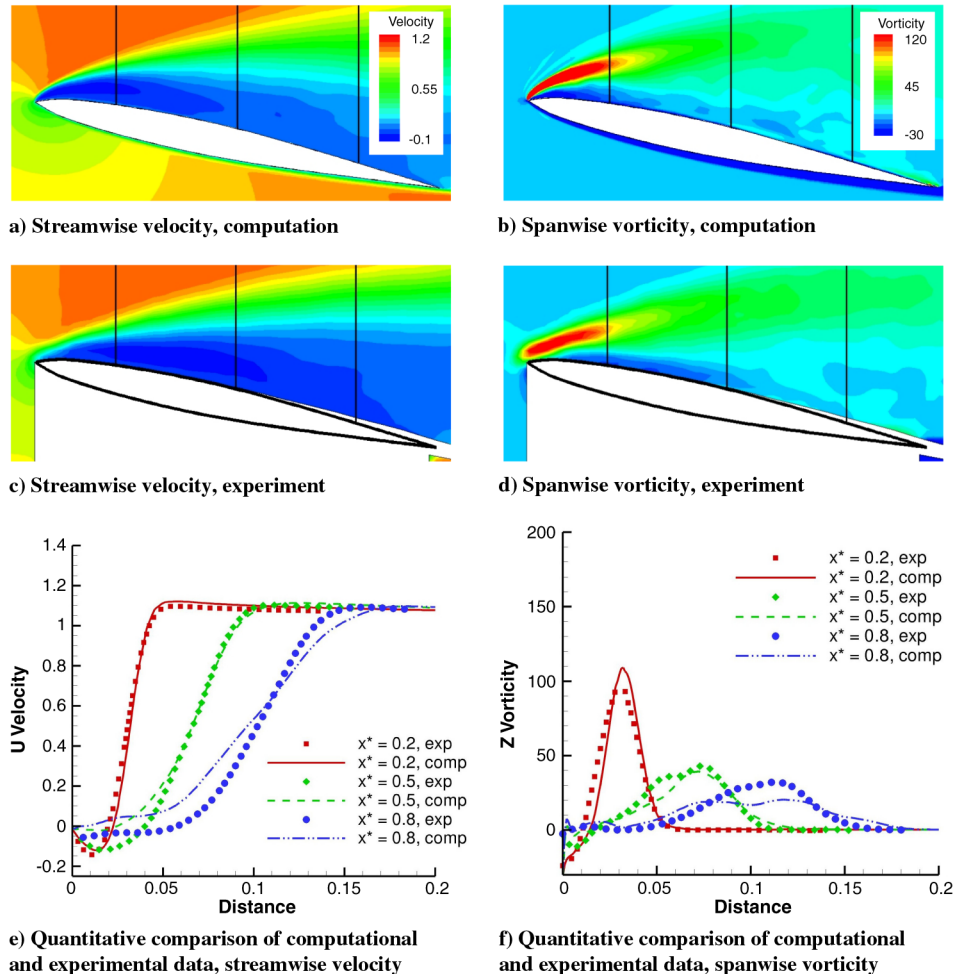 Velocity
1.2
0.55
-0.1
Vorticity
120
45
-30
a) Streamwise velocity, computation
b) Spanwise vorticity, computation
c) Streamwise velocity, experiment
d) Spanwise vorticity, experiment
1.4
1.2
1
0.8
0.6
0.4
0.2
0
-0.2
U Velocity
x* = 0.2, exp
x* = 0.2, comp
x* = 0.5, exp
x* = 0.5, comp
x* = 0.8, exp
x* = 0.8, comp
0
0.05
0.1
0.15
0.2
Distance
200
150
100
50
0
Z Vorticity
x* = 0.2, exp
x* = 0.2, comp
x* = 0.5, exp
x* = 0.5, comp
x* = 0.8, exp
x* = 0.8, comp
0
0.05
0.1
0.15
0.2
Distance
e) Quantitative comparison of computational
and experimental data, streamwise velocity
f) Quantitative comparison of computational
and experimental data, spanwise vorticity